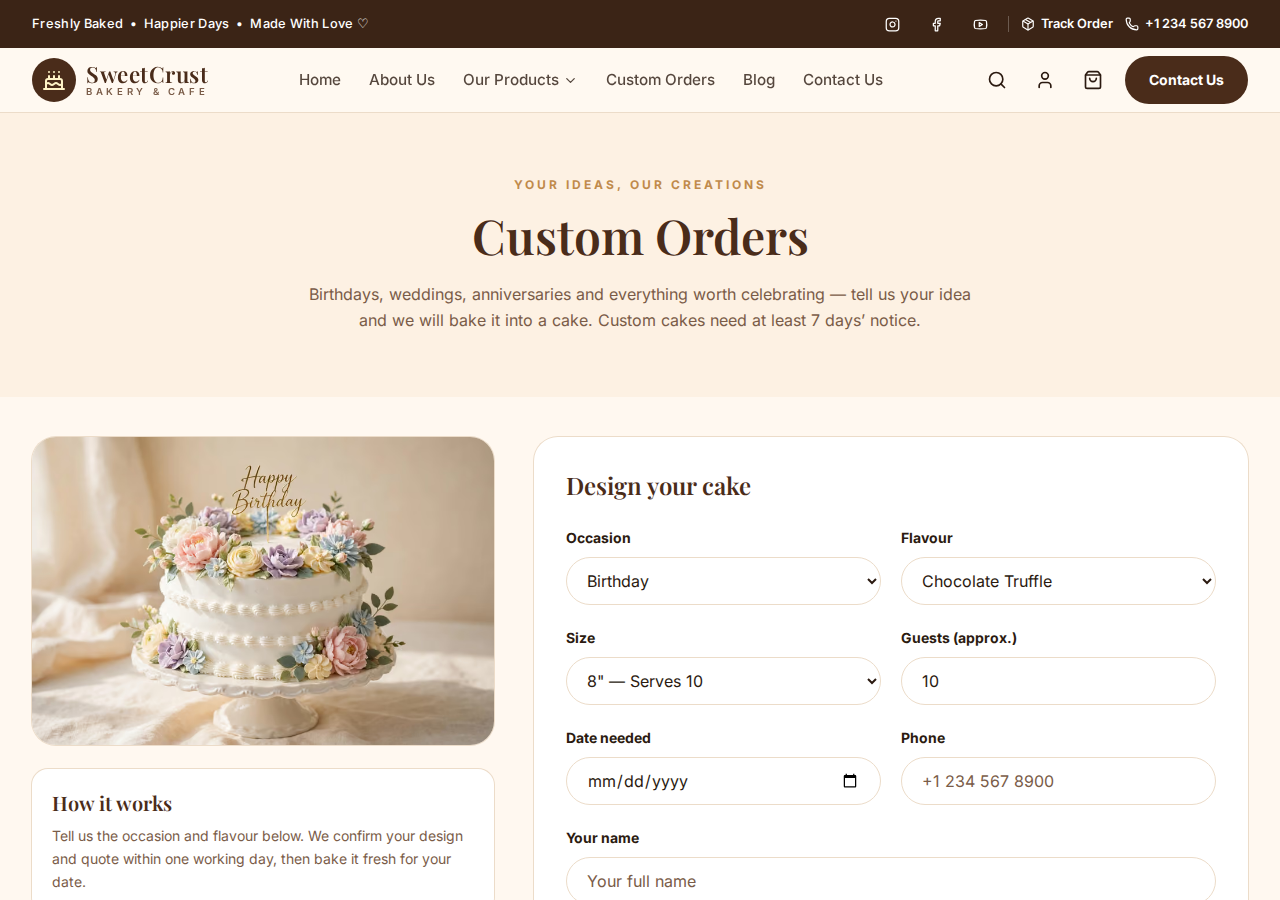 Freshly Baked • Happier Days • Made With Love ♡
Track Order
+1 234 567 8900
SweetCrust
BAKERY & CAFE
Home
About Us
Our Products
Custom Orders
Blog
Contact Us
Contact Us
YOUR IDEAS, OUR CREATIONS
Custom Orders
Birthdays, weddings, anniversaries and everything worth celebrating — tell us your idea
and we will bake it into a cake. Custom cakes need at least 7 days’ notice.
Happy
Birthday
How it works
Tell us the occasion and flavour below. We confirm your design
and quote within one working day, then bake it fresh for your
date.
Design your cake
Occasion
Birthday
Flavour
Chocolate Truffle
Size
8" — Serves 10
Guests (approx.)
10
Date needed
mm/dd/yyyy
Phone
+1 234 567 8900
Your name
Your full name